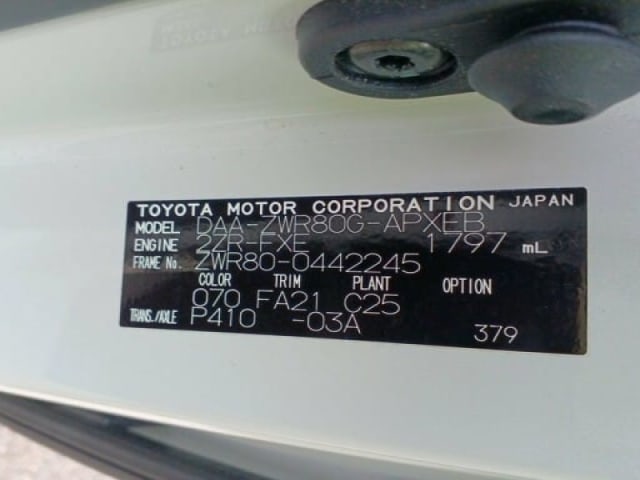 TOYOTA MOTOR CORPORATION JAPAN
MODEL DAA-ZWR80G-APXEB
ENGINE 2ZR-FXE 1797 mL
FRAME No. ZWR80-0442245
COLOR TRIM PLANT OPTION
070 FA21 C25
TRANS./AXLE P410 -03A
379